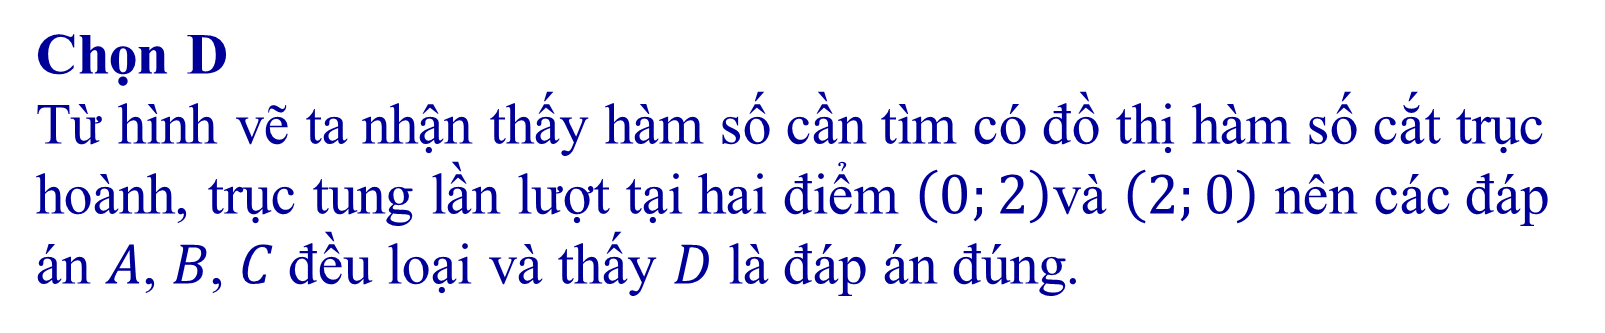 Chọn D
Từ hình vẽ ta nhận thấy hàm số cần tìm có đồ thị hàm số cắt trục
hoành, trục tung lần lượt tại hai điểm (0; 2)và (2; 0) nên các đáp
án A, B, C đều loại và thấy D là đáp án đúng.